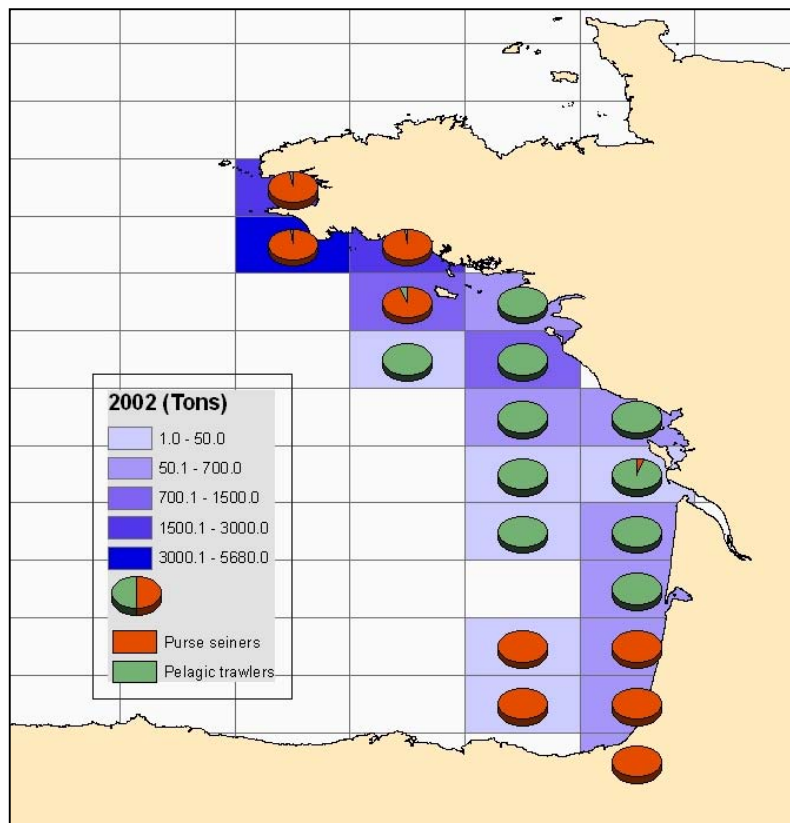 2002 (Tons)
1.0 - 50.0
50.1 - 700.0
700.1 - 1500.0
1500.1 - 3000.0
3000.1 - 5680.0
Purse seiners
Pelagic trawlers